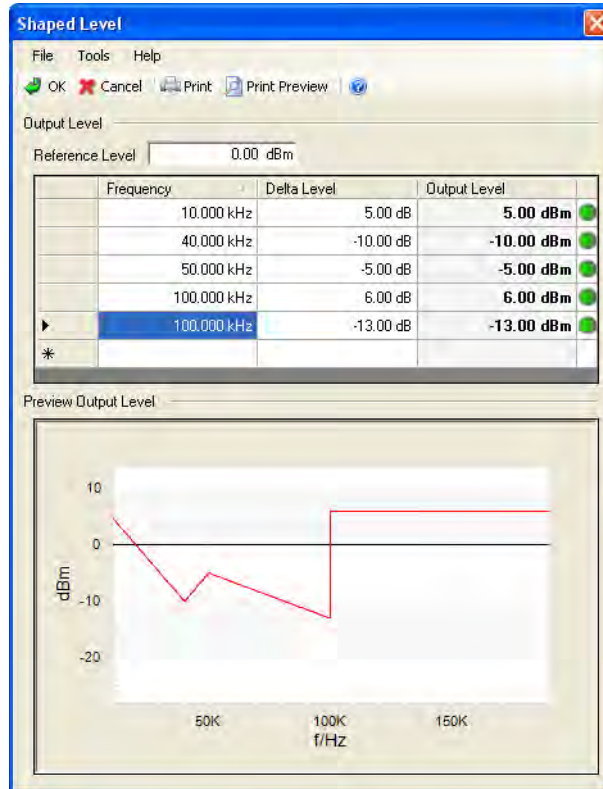 Shaped Level
File Tools Help
OK Cancel Print Print Preview
Output Level
Reference Level 0.00 dBm
Frequency Delta Level Output Level
10.000 kHz 5.00 dB 5.00 dBm
40.000 kHz -10.00 dB -10.00 dBm
50.000 kHz -5.00 dB -5.00 dBm
100.000 kHz 6.00 dB 6.00 dBm
100.000 kHz -13.00 dB -13.00 dBm
Preview Output Level
10
0
-10
-20
dBm
50K 100K 150K
f/Hz